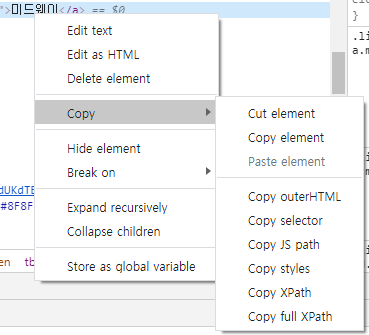 ">미드웨이</a> == $0
Edit text
Edit as HTML
Delete element
Copy
Hide element
Break on
Expand recursively
Collapse children
Store as global variable
Cut element
Copy element
Paste element
Copy outerHTML
Copy selector
Copy JS path
Copy styles
Copy XPath
Copy full XPath
}
.li
a.m
dUKdTE
#8F8F
en
tb